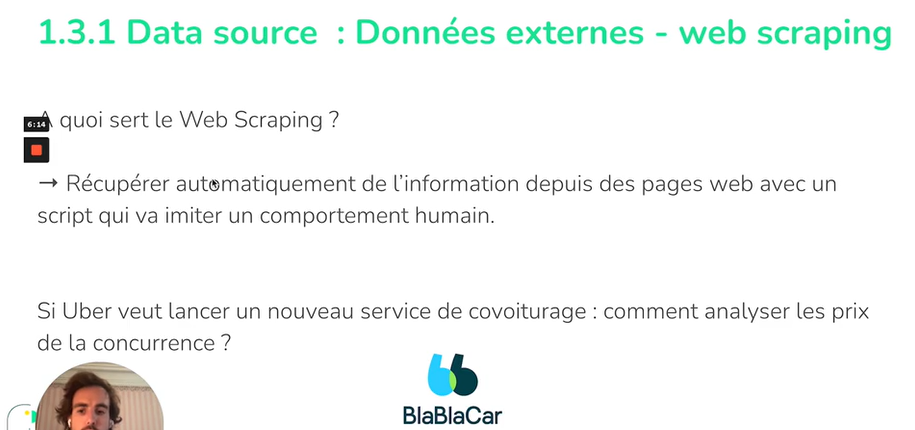 1.3.1 Data source : Données externes - web scraping
A quoi sert le Web Scraping ?
6:14
→ Récupérer automatiquement de l'information depuis des pages web avec un
script qui va imiter un comportement humain.
Si Uber veut lancer un nouveau service de covoiturage : comment analyser les prix
de la concurrence ?
BlaBlaCar